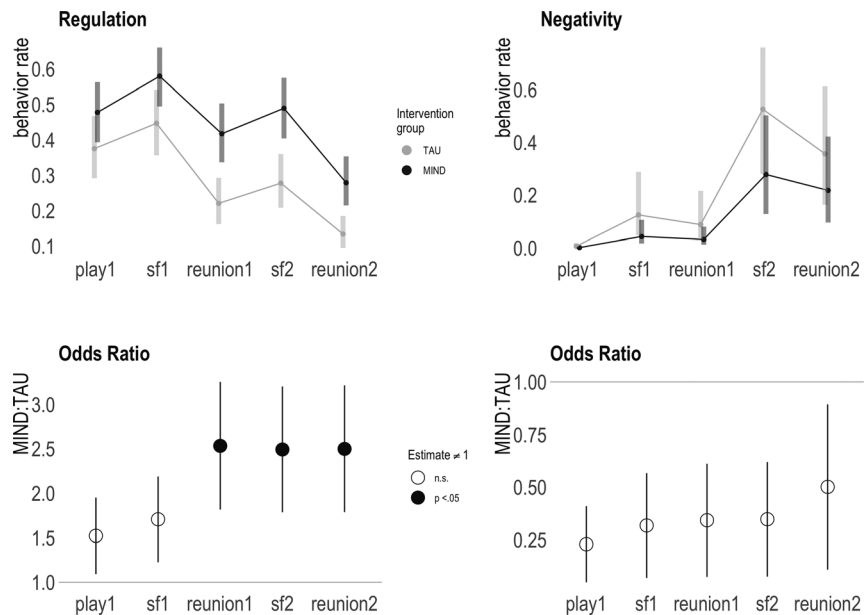 Regulation
behavior rate
0.6
0.5
0.4
0.3
0.2
0.1
play1 sf1 reunion1 sf2 reunion2
Intervention
group
TAU
MIND
Negativity
behavior rate
0.6
0.4
0.2
0.0
play1 sf1 reunion1 sf2 reunion2
Odds Ratio
MIND:TAU
3.0
2.5
2.0
1.5
1.0
play1 sf1 reunion1 sf2 reunion2
Estimate ≠ 1
n.s.
p <.05
Odds Ratio
MIND:TAU
1.00
0.75
0.50
0.25
play1 sf1 reunion1 sf2 reunion2